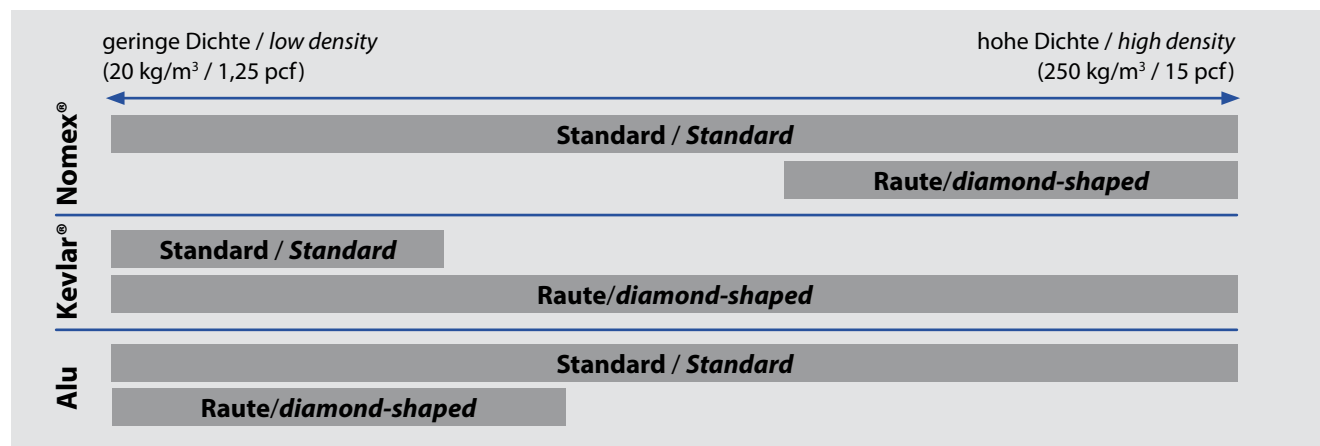 geringe Dichte / low density
(20 kg/m³ / 1,25 pcf)
hohe Dichte / high density
(250 kg/m³ / 15 pcf)
Nomex®
Standard / Standard
Raute/diamond-shaped
Kevlar®
Standard / Standard
Raute/diamond-shaped
Alu
Standard / Standard
Raute/diamond-shaped